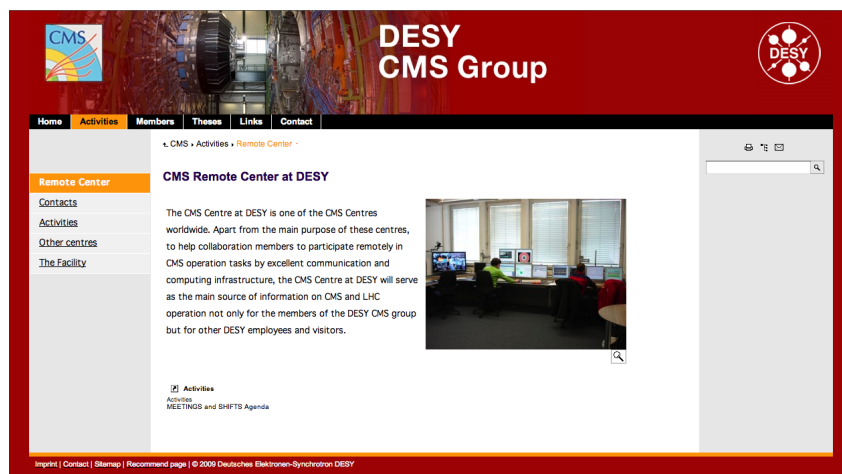 CMS
DESY
CMS Group
DESY
Home
Activities
Members
Theses
Links
Contact
CMS
Activities
Remote Center
Remote Center
Contacts
Activities
Other centres
The Facility
CMS Remote Center at DESY
The CMS Centre at DESY is one of the CMS Centres
worldwide. Apart from the main purpose of these centres,
to help collaboration members to participate remotely in
CMS operation tasks by excellent communication and
computing infrastructure, the CMS Centre at DESY will serve
as the main source of information on CMS and LHC
operation not only for the members of the DESY CMS group
but for other DESY employees and visitors.
Activities
Activities
MEETINGS and SHIFTS Agenda
Imprint | Contact | Sitemap | Recommend page | © 2009 Deutsches Elektronen-Synchrotron DESY